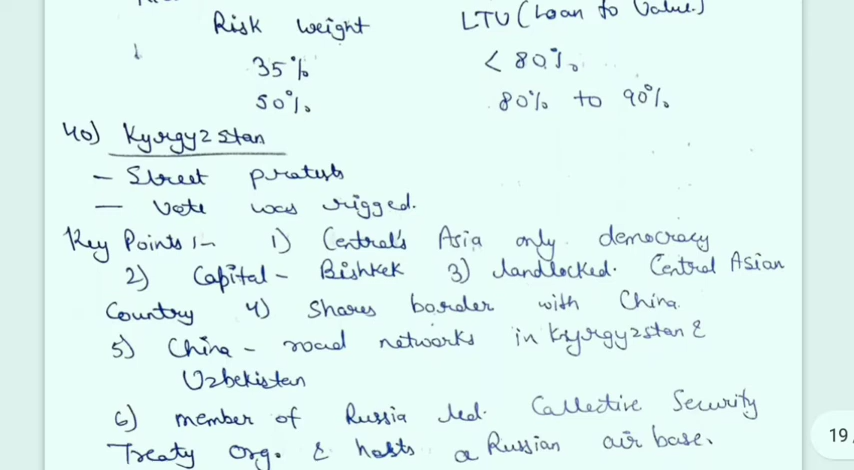 Risk weight LTV (Loan to Value)
35% < 80%.
50%. 80% to 90%.
40) Kyrgyzstan
- Street protests
- Vote was rigged.
Key Points :- 1) Central's Asia only democracy
2) Capital - Bishkek 3) landlocked Central Asian
Country 4) Shares border with China.
5) China - road networks in Kyrgyzstan &
Uzbekistan
6) member of Russia led Collective Security
Treaty Org. & hosts a Russian air base.
19